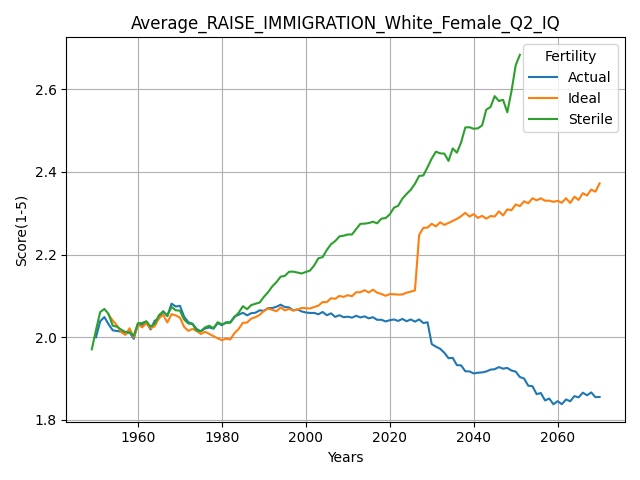 Average_RAISE_IMMIGRATION_White_Female_Q2_IQ
Fertility
Actual
Ideal
Sterile
Score(1-5)
2.6
2.4
2.2
2.0
1.8
1960
1980
2000
2020
2040
2060
Years